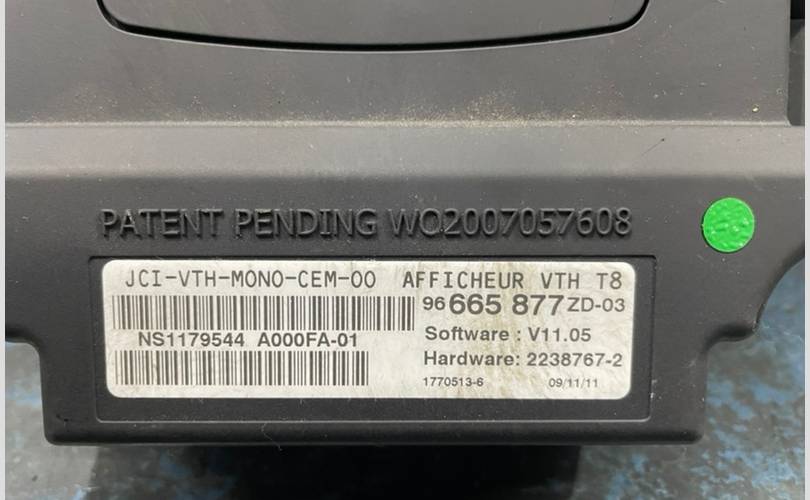 PATENT PENDING WO2007057608
JCI-VTH-MONO-CEM-00 AFFICHEUR VTH T8
96 665 877 ZD-03
NS1179544 A000FA-01
Software : V11.05
Hardware: 2238767-2
1770513-6 09/11/11